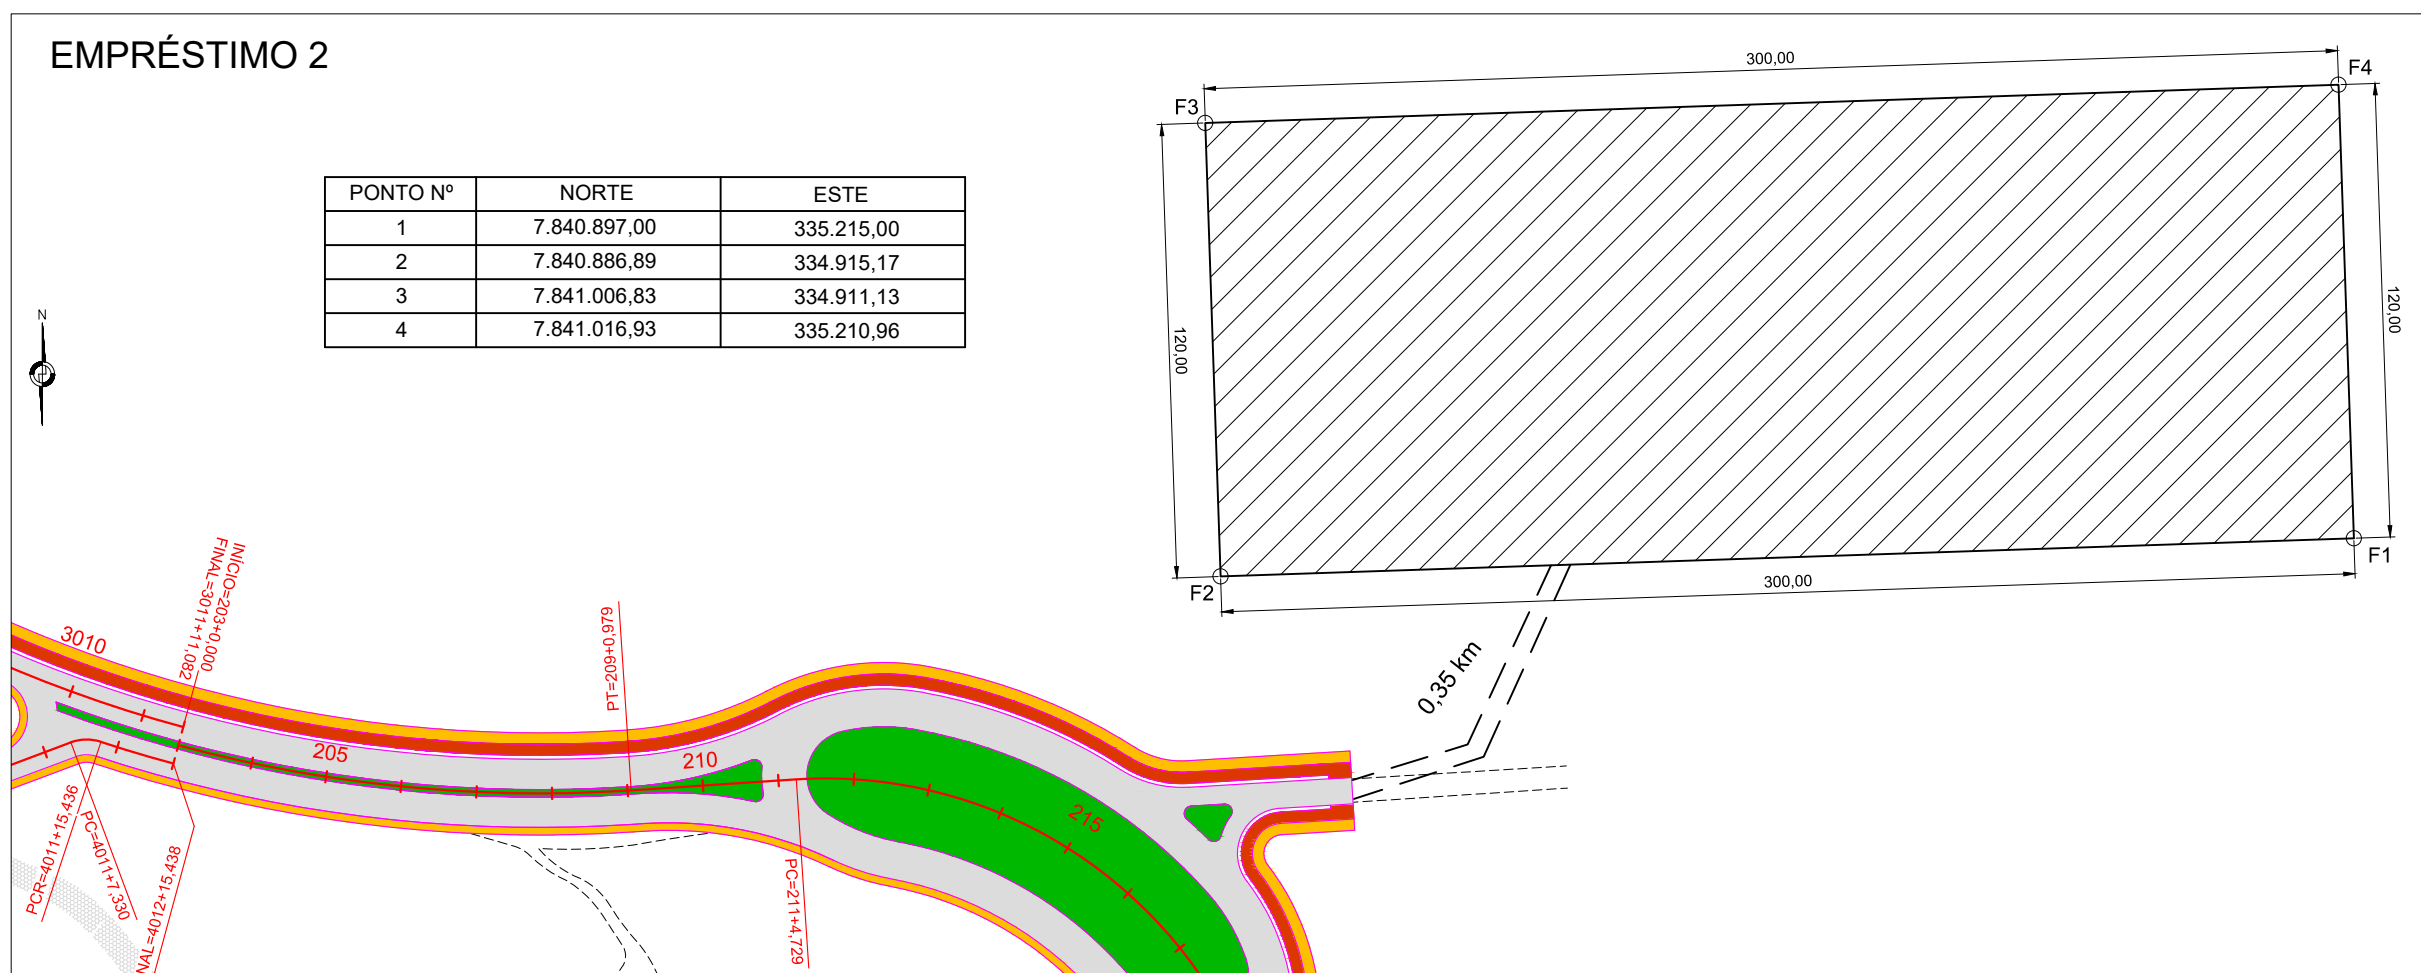 EMPRÉSTIMO 2
300,00
F4
F3
PONTO Nº NORTE ESTE
1 7.840.897,00 335.215,00
2 7.840.886,89 334.915,17
3 7.841.006,83 334.911,13
4 7.841.016,93 335.210,96
N
120,00
120,00
F1
F2
300,00
INÍCIO=203+0,000
FINAL=3011+11,082
3010
PT=209+0,979
0,35 km
205
210
215
PCR=4011+15,436
PC=4011+7,330
NAL=4012+15,438
PC=211+4,729